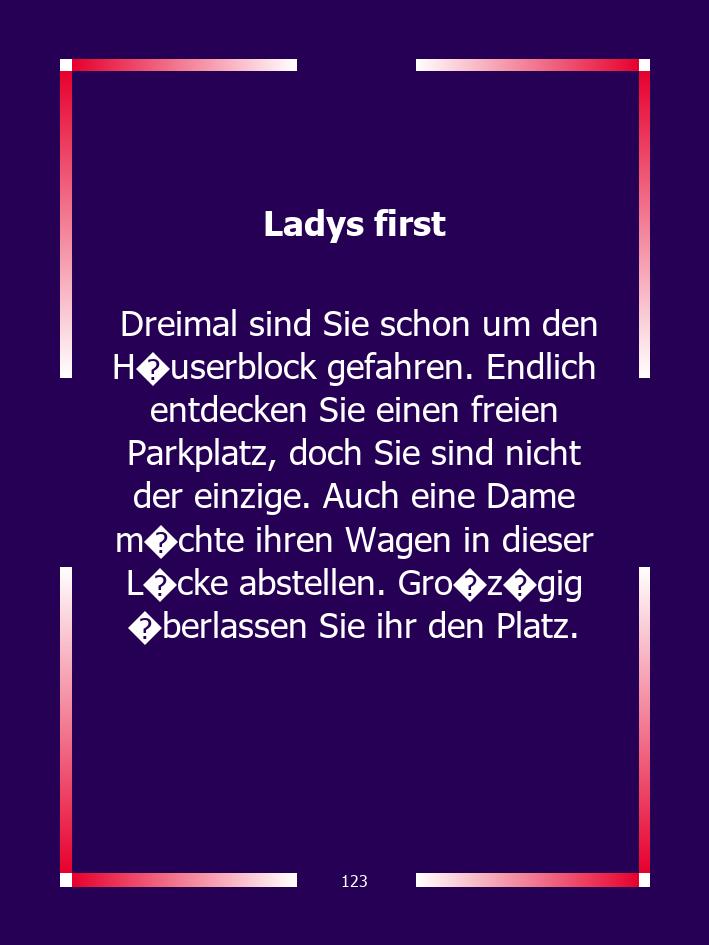 Ladys first
Dreimal sind Sie schon um den
H�userblock gefahren. Endlich
entdecken Sie einen freien
Parkplatz, doch Sie sind nicht
der einzige. Auch eine Dame
m�chte ihren Wagen in dieser
L�cke abstellen. Gro�z�gig
�berlassen Sie ihr den Platz.
123